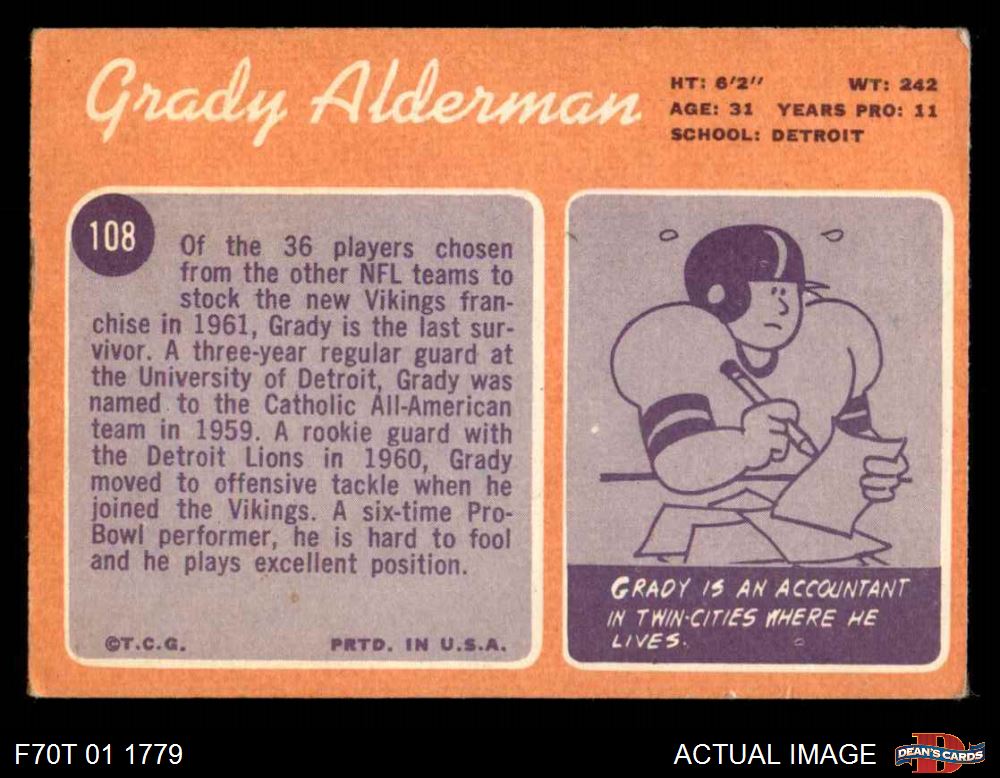 Grady Alderman
HT: 6'2" WT: 242
AGE: 31 YEARS PRO: 11
SCHOOL: DETROIT
108
Of the 36 players chosen
from the other NFL teams to
stock the new Vikings fran-
chise in 1961, Grady is the last sur-
vivor. A three-year regular guard at
the University of Detroit, Grady was
named to the Catholic All-American
team in 1959. A rookie guard with
the Detroit Lions in 1960, Grady
moved to offensive tackle when he
joined the Vikings. A six-time Pro-
Bowl performer, he is hard to fool
and he plays excellent position.
©T.C.G. PRTD. IN U.S.A.
GRADY IS AN ACCOUNTANT
IN TWIN-CITIES WHERE HE
LIVES.
F70T 01 1779
ACTUAL IMAGE
DEAN'S CARDS